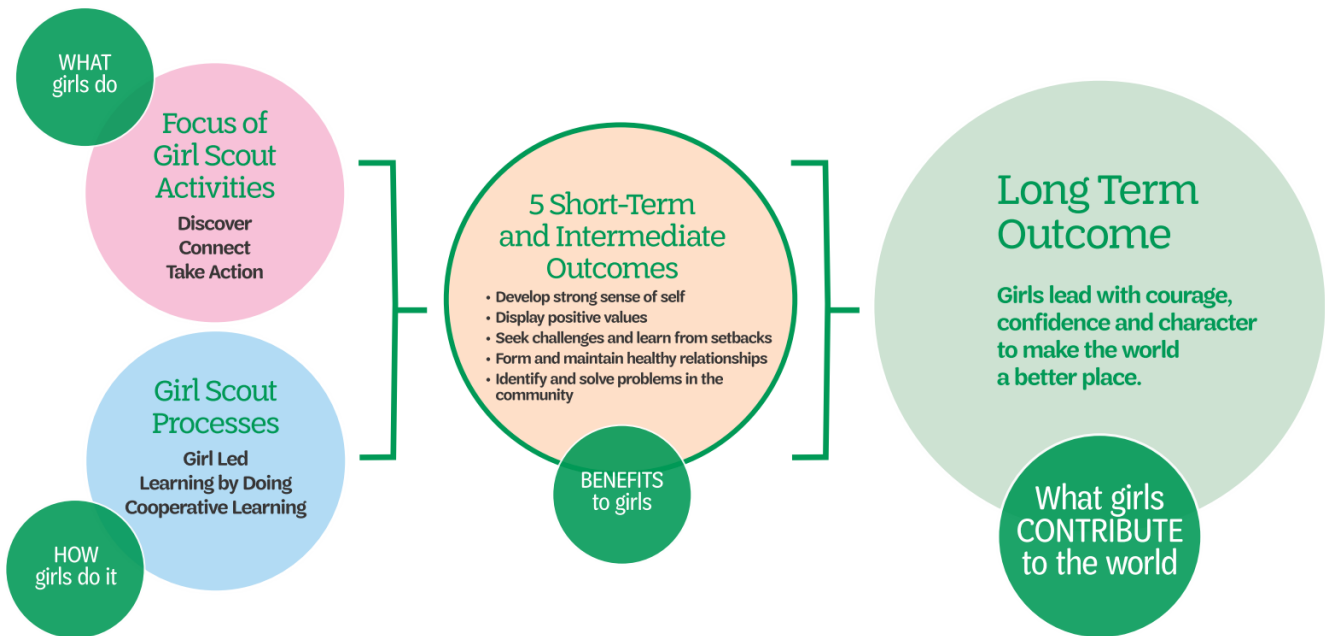 WHAT
girls do
Focus of
Girl Scout
Activities
Discover
Connect
Take Action
Girl Scout
Processes
Girl Led
Learning by Doing
Cooperative Learning
HOW
girls do it
5 Short-Term
and Intermediate
Outcomes
• Develop strong sense of self
• Display positive values
• Seek challenges and learn from setbacks
• Form and maintain healthy relationships
• Identify and solve problems in the
community
BENEFITS
to girls
Long Term
Outcome
Girls lead with courage,
confidence and character
to make the world
a better place.
What girls
CONTRIBUTE
to the world